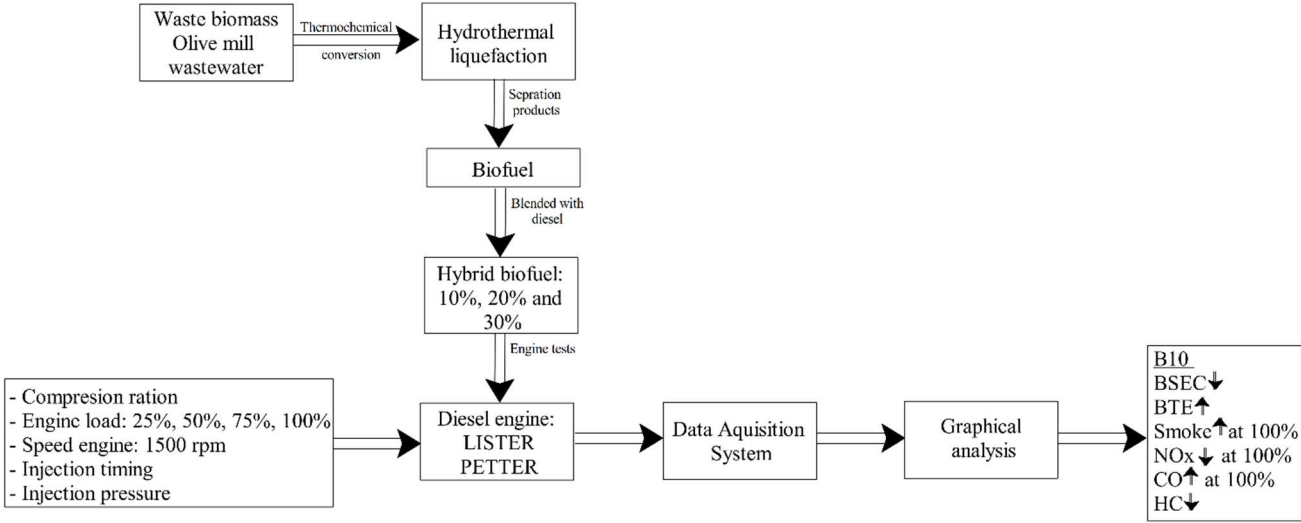 Waste biomass
Olive mill
wastewater
Thermochemical
conversion
Hydrothermal
liquefaction
Sepration
products
Biofuel
Blended with
diesel
Hybrid biofuel:
10%, 20% and
30%
Engine tests
- Compresion ration
- Engine load: 25%, 50%, 75%, 100%
- Speed engine: 1500 rpm
- Injection timing
- Injection pressure
Diesel engine:
LISTER
PETTER
Data Aquisition
System
Graphical
analysis
B10
BSEC↓
BTE↑
Smoke↑at 100%
NOx↓ at 100%
CO↑ at 100%
HC↓